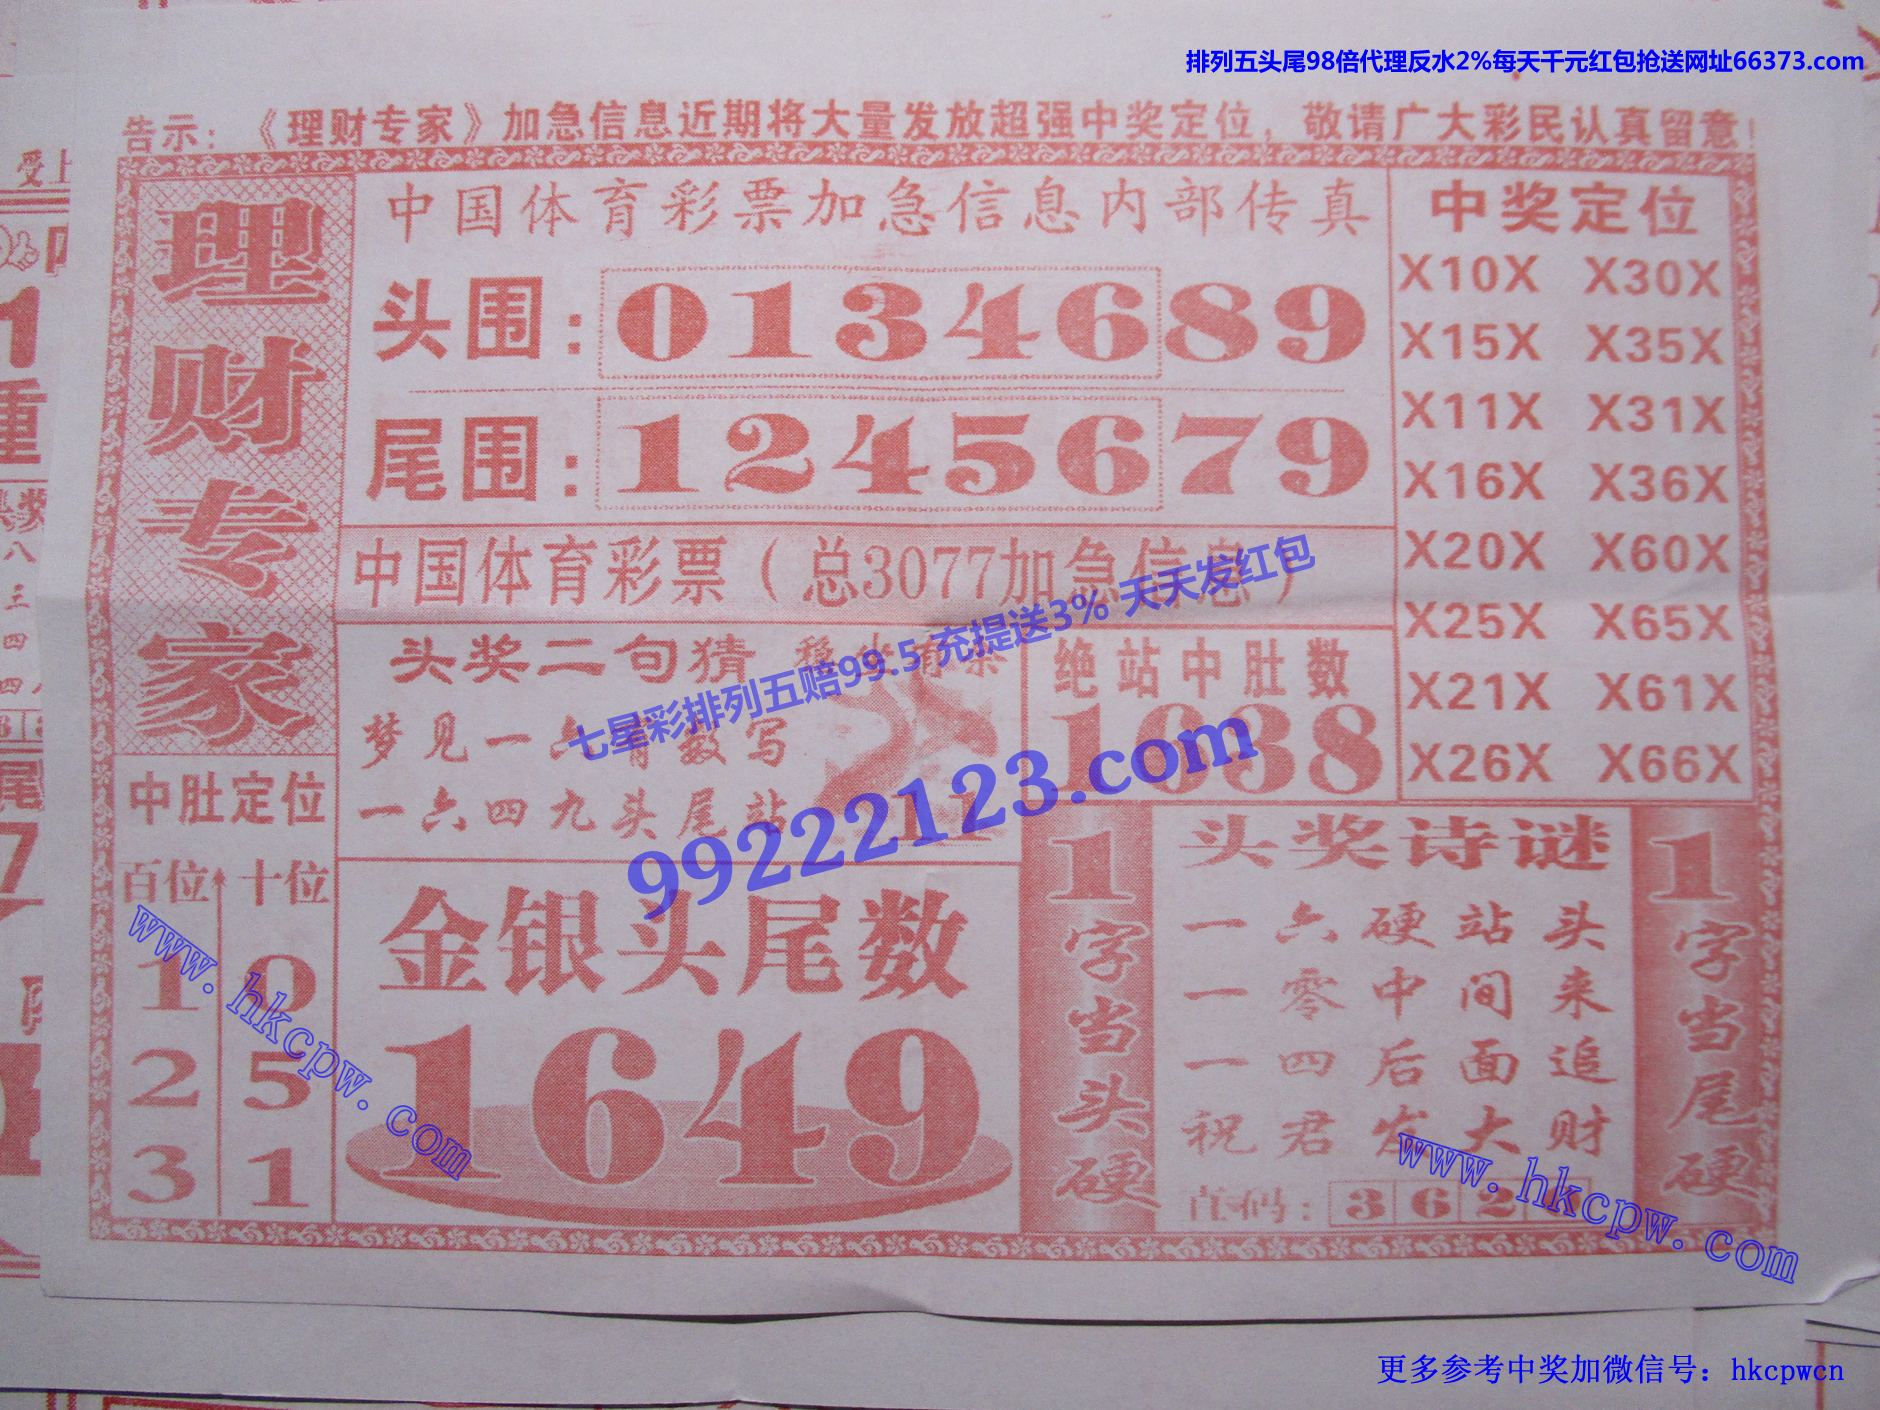 排列五头尾98倍代理反水2%每天千元红包抢送网址66373.com
告示：《理财专家》加急信息近期将大量发放超强中奖定位，敬请广大彩民认真留意！
理财专家
中国体育彩票加急信息内部传真
头围：0134689
尾围：1245679
中国体育彩票（总3077加急信息）
中奖定位
X10X X30X
X15X X35X
X11X X31X
X16X X36X
X20X X60X
X25X X65X
X21X X61X
X26X X66X
头奖二句猜
梦见一六有数写
一六四九头尾站
绝站中肚数
1638
七星彩排列五赔99.5 充提送3% 天天发红包
99222123.com
中肚定位
百位 十位
1 0
2 5
3 1
金银头尾数
1649
1字当头硬
头奖诗谜
一六硬站头
一零中间来
一四后面追
祝君发大财
直码：362
1字当尾硬
www.hkcpw.com
www.hkcpw.com
更多参考中奖加微信号：hkcpwcn